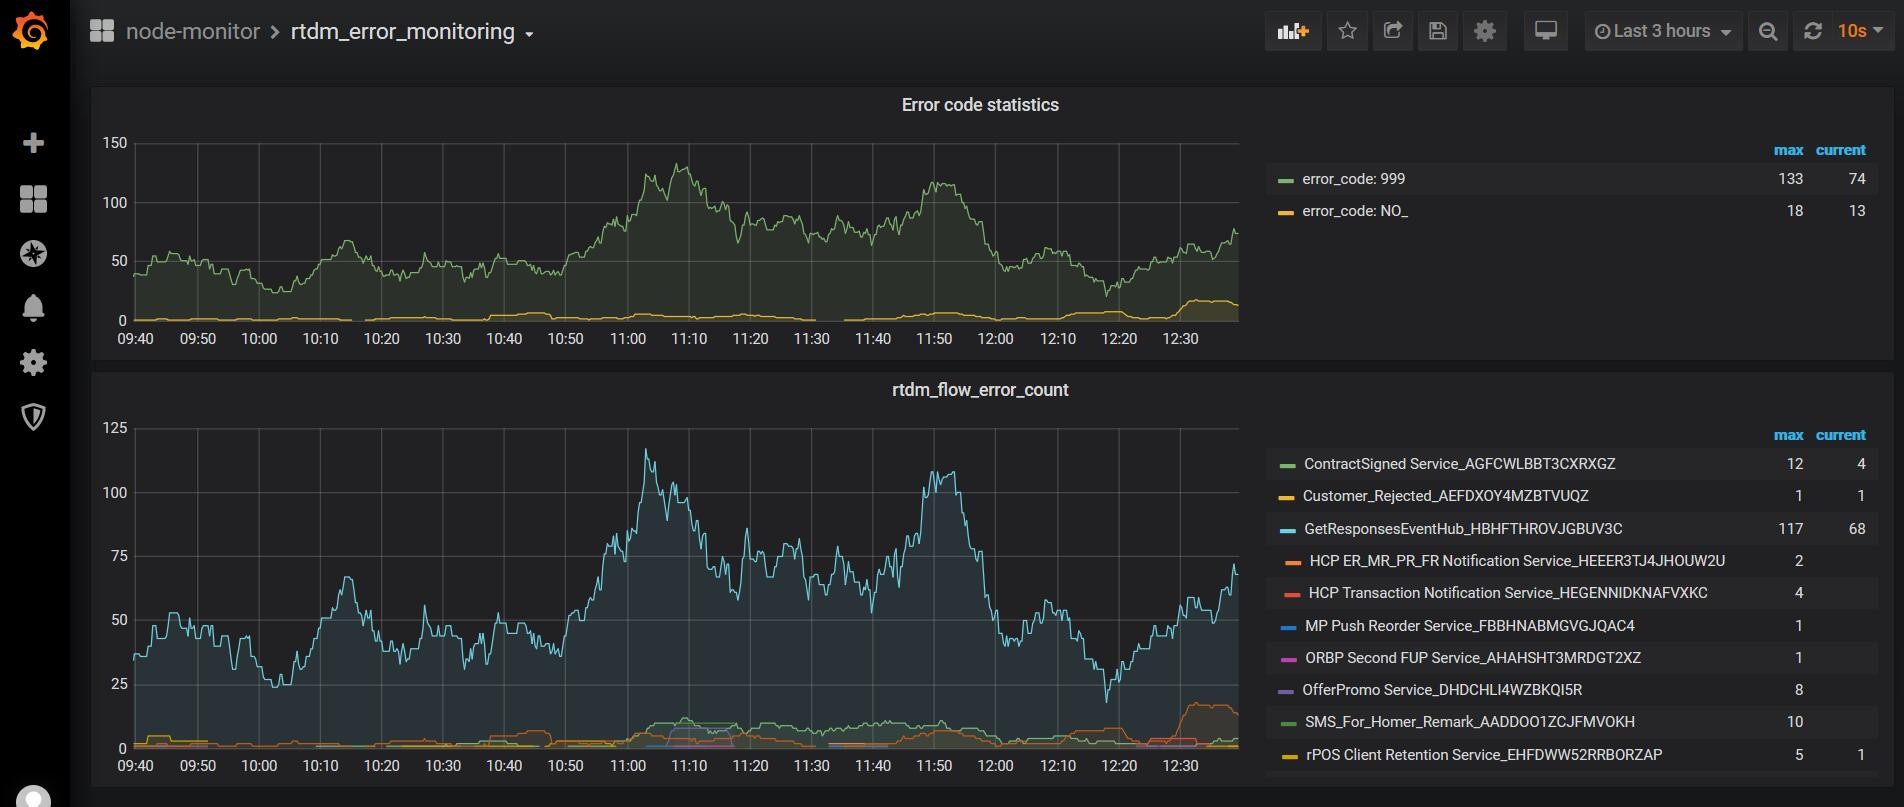 node-monitor > rtdm_error_monitoring
Last 3 hours
10s
Error code statistics
150
100
50
0
09:40 09:50 10:00 10:10 10:20 10:30 10:40 10:50 11:00 11:10 11:20 11:30 11:40 11:50 12:00 12:10 12:20 12:30
max current
error_code: 999 133 74
error_code: NO_ 18 13
rtdm_flow_error_count
125
100
75
50
25
0
09:40 09:50 10:00 10:10 10:20 10:30 10:40 10:50 11:00 11:10 11:20 11:30 11:40 11:50 12:00 12:10 12:20 12:30
max current
ContractSigned Service_AGFCWLBBT3CXRXGZ 12 4
Customer_Rejected_AEFDXOY4MZBTVUQZ 1 1
GetResponsesEventHub_HBHFTHROVJGBUV3C 117 68
HCP ER_MR_PR_FR Notification Service_HEEER3TJ4JHOUW2U 2
HCP Transaction Notification Service_HEGENNIDKNAFVXKC 4
MP Push Reorder Service_FBBHNABMGVGJQAC4 1
ORBP Second FUP Service_AHAHSHT3MRDGT2XZ 1
OfferPromo Service_DHDCHLI4WZBKQI5R 8
SMS_For_Homer_Remark_AADDOO1ZCJFMVOKH 10
rPOS Client Retention Service_EHFDWW52RRBORZAP 5 1